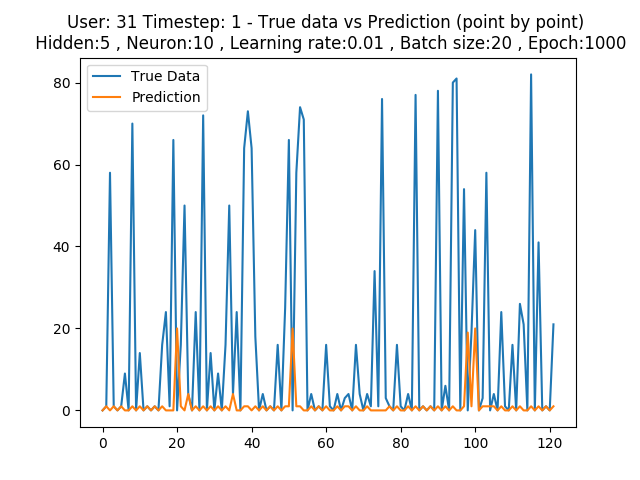 User: 31 Timestep: 1 - True data vs Prediction (point by point)
Hidden:5 , Neuron:10 , Learning rate:0.01 , Batch size:20 , Epoch:1000
True Data
Prediction
80
60
40
20
0
0 20 40 60 80 100 120